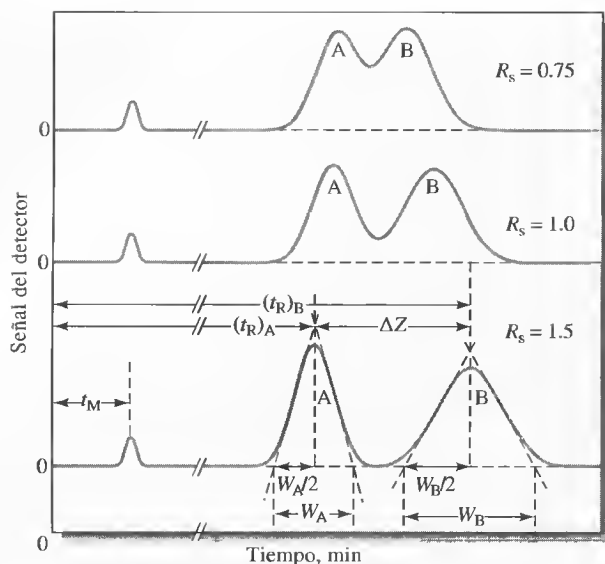 A B
R_s = 0.75
0
A B
R_s = 1.0
0
Señal del detector
(t_R)_B
(t_R)_A ΔZ
R_s = 1.5
t_M
A B
0
W_A/2 W_B/2
W_A W_B
0
Tiempo, min